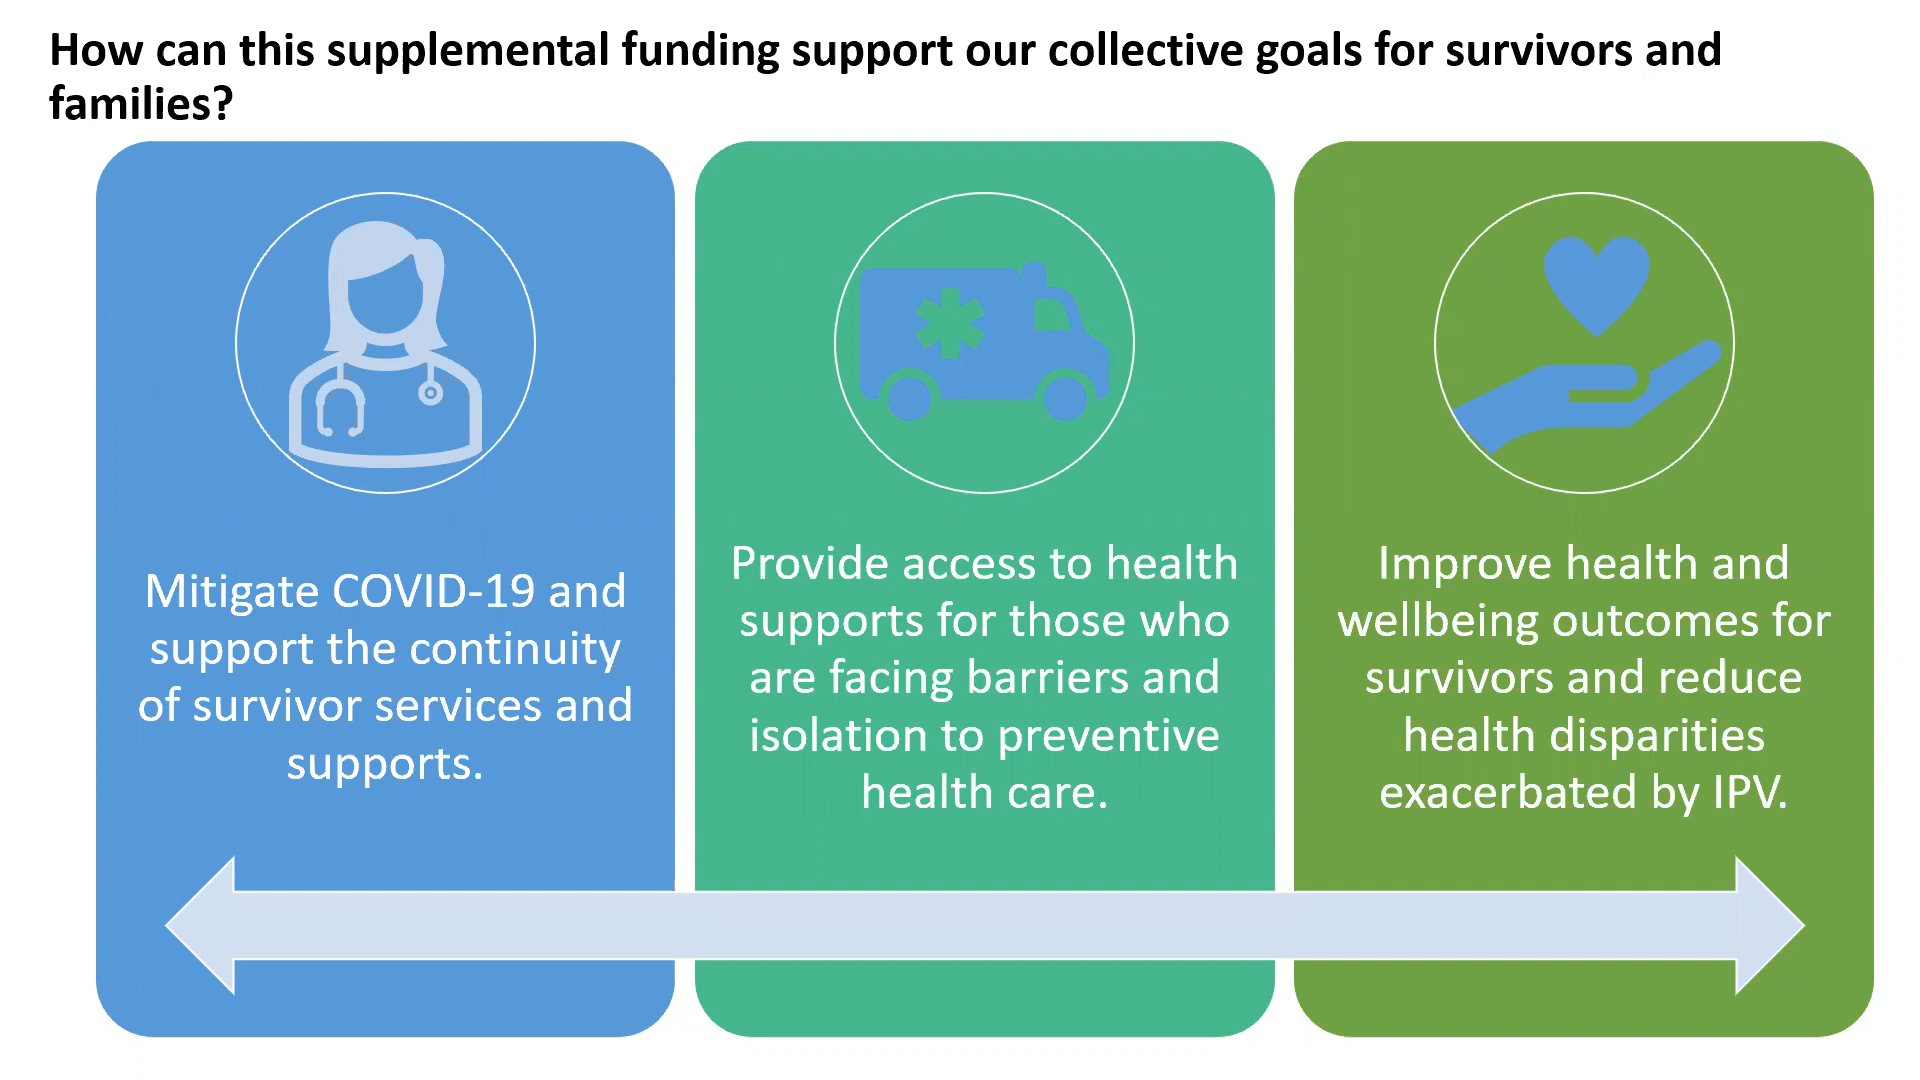 How can this supplemental funding support our collective goals for survivors and
families?
Mitigate COVID-19 and
support the continuity
of survivor services and
supports.
Provide access to health
supports for those who
are facing barriers and
isolation to preventive
health care.
Improve health and
wellbeing outcomes for
survivors and reduce
health disparities
exacerbated by IPV.